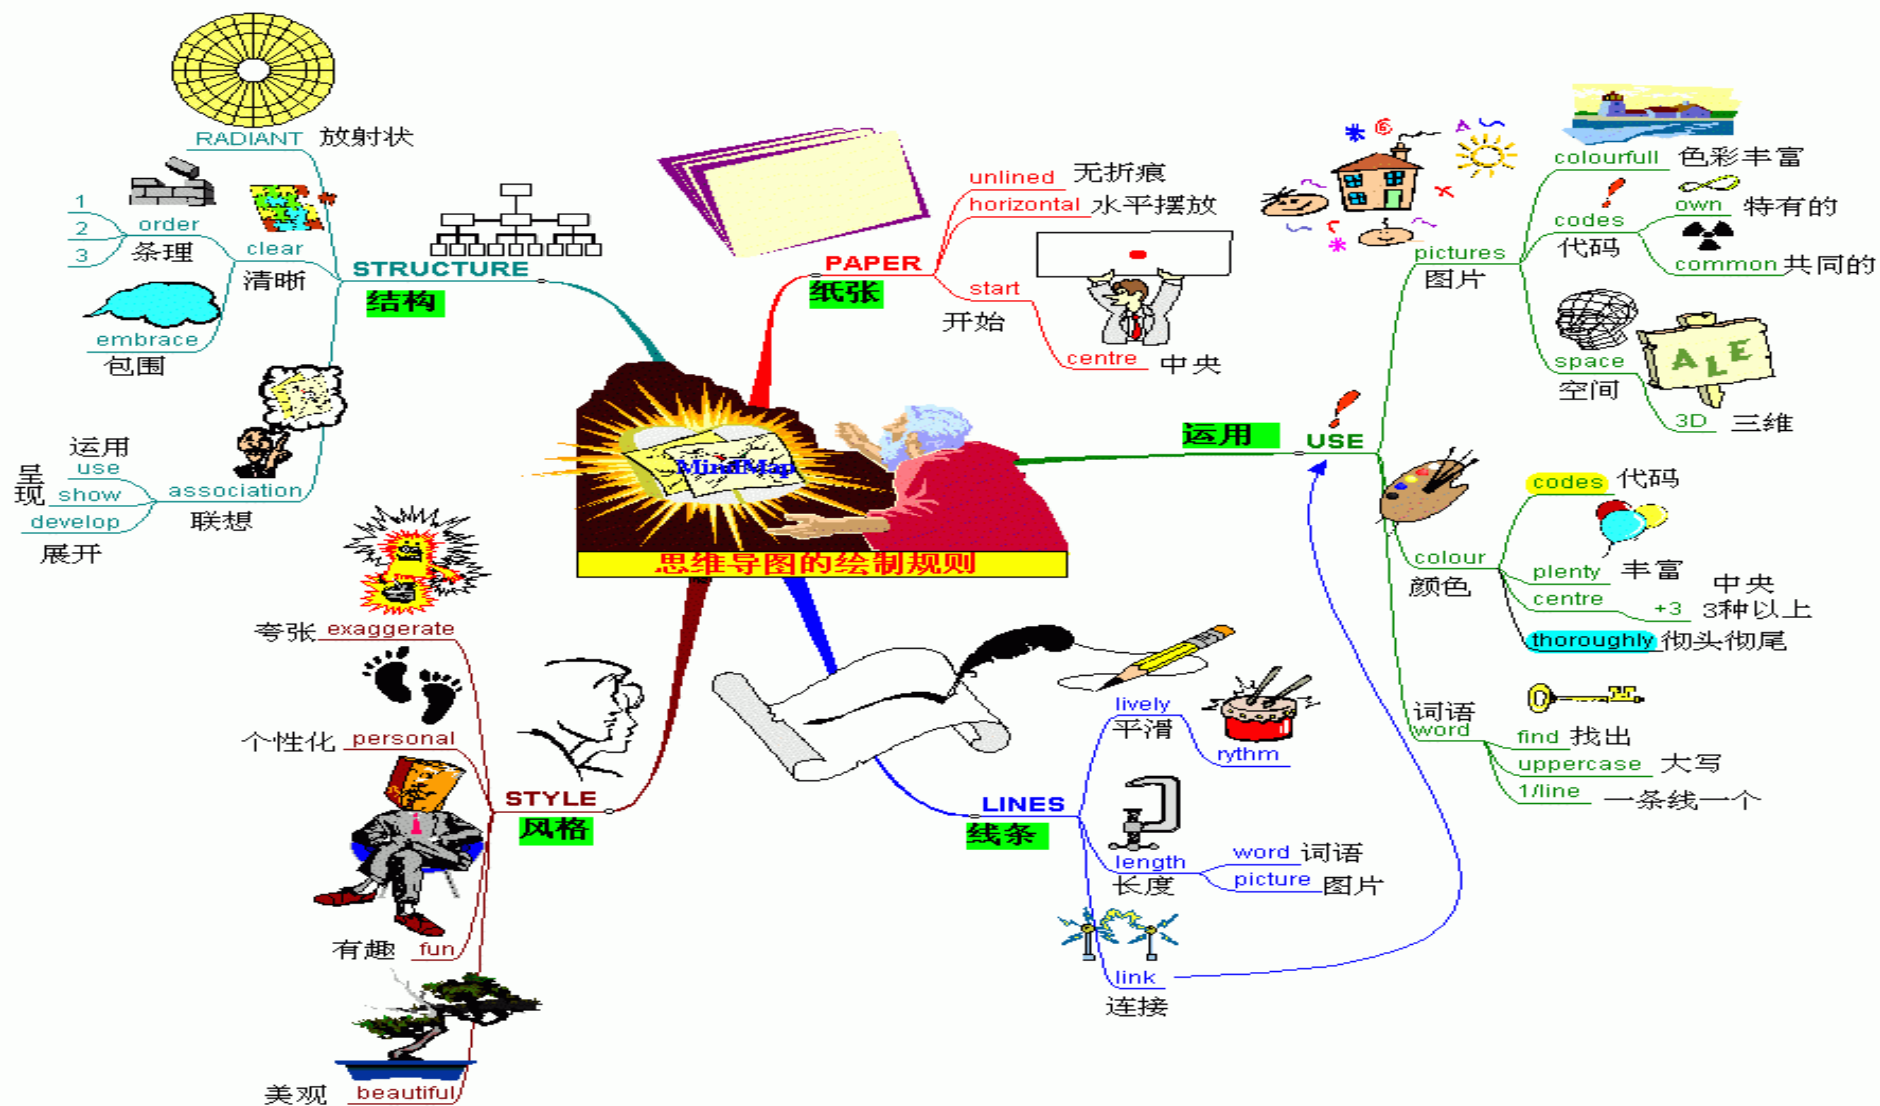 MindMap
思维导图的绘制规则
STRUCTURE
结构
RADIANT 放射状
clear
清晰
order
条理
1
2
3
embrace
包围
association
联想
运用
use
呈现 show
develop
展开
PAPER
纸张
unlined 无折痕
horizontal 水平摆放
start
开始
centre 中央
运用
USE
pictures
图片
colourfull 色彩丰富
codes
代码
own 特有的
common 共同的
space
空间
ALE
3D 三维
colour
颜色
codes 代码
plenty 丰富
centre 中央
+3 3种以上
thoroughly 彻头彻尾
词语
word
find 找出
uppercase 大写
1/line 一条线一个
LINES
线条
lively
平滑
rythm
length
长度
word 词语
picture 图片
link
连接
STYLE
风格
夸张 exaggerate
个性化 personal
有趣 fun
美观 beautiful